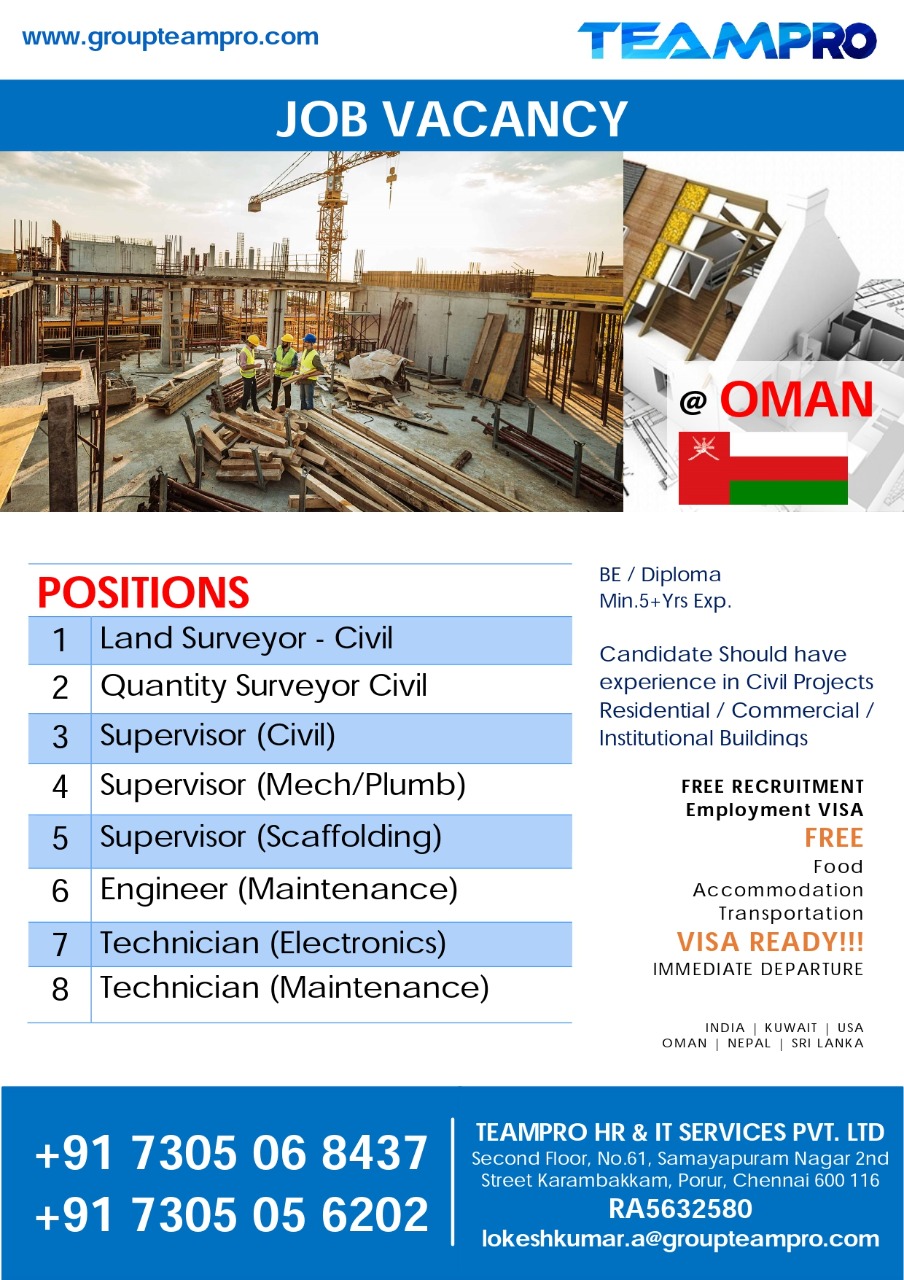 www.groupteampro.com
TEAMPRO
JOB VACANCY
@ OMAN
POSITIONS
1 Land Surveyor - Civil
2 Quantity Surveyor Civil
3 Supervisor (Civil)
4 Supervisor (Mech/Plumb)
5 Supervisor (Scaffolding)
6 Engineer (Maintenance)
7 Technician (Electronics)
8 Technician (Maintenance)
BE / Diploma
Min.5+Yrs Exp.
Candidate Should have
experience in Civil Projects
Residential / Commercial /
Institutional Buildings
FREE RECRUITMENT
Employment VISA
FREE
Food
Accommodation
Transportation
VISA READY!!!
IMMEDIATE DEPARTURE
INDIA | KUWAIT | USA
OMAN | NEPAL | SRI LANKA
+91 7305 06 8437
+91 7305 05 6202
TEAMPRO HR & IT SERVICES PVT. LTD
Second Floor, No.61, Samayapuram Nagar 2nd
Street Karambakkam, Porur, Chennai 600 116
RA5632580
lokeshkumar.a@groupteampro.com